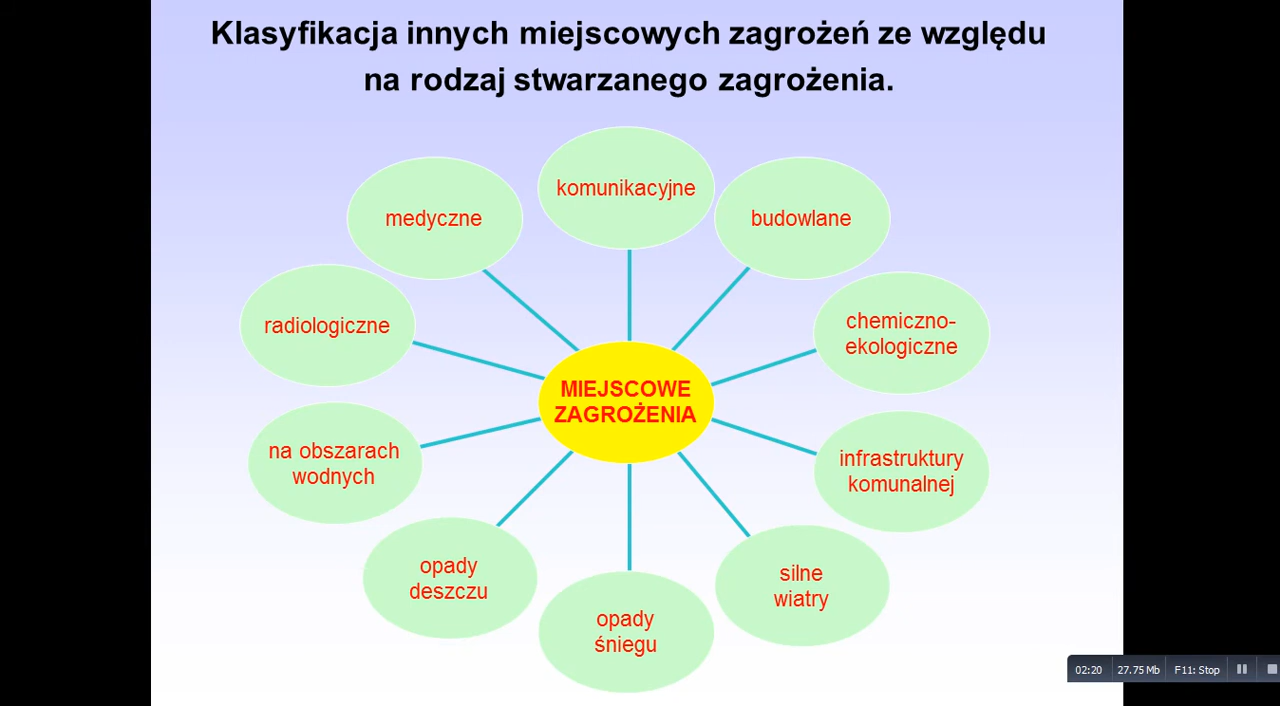 Klasyfikacja innych miejscowych zagrożeń ze względu
na rodzaj stwarzanego zagrożenia.
komunikacyjne
medyczne
budowlane
chemiczno-
ekologiczne
radiologiczne
MIEJSCOWE
ZAGROŻENIA
na obszarach
wodnych
infrastruktury
komunalnej
opady
deszczu
silne
wiatry
opady
śniegu
02:20 27.75 Mb F11: Stop